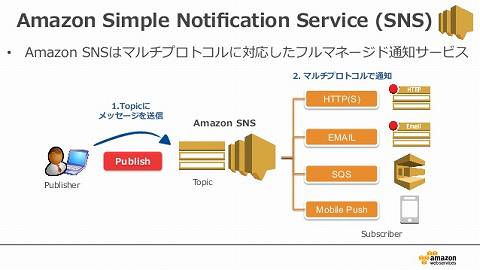 Amazon Simple Notification Service (SNS)
• Amazon SNSはマルチプロトコルに対応したフルマネージド通知サービス
1.Topicに
メッセージを送信
Publish
Publisher
Amazon SNS
Topic
2. マルチプロトコルで通知
HTTP(S)
HTTP
EMAIL
Email
SQS
Mobile Push
Subscriber
amazon
webservices